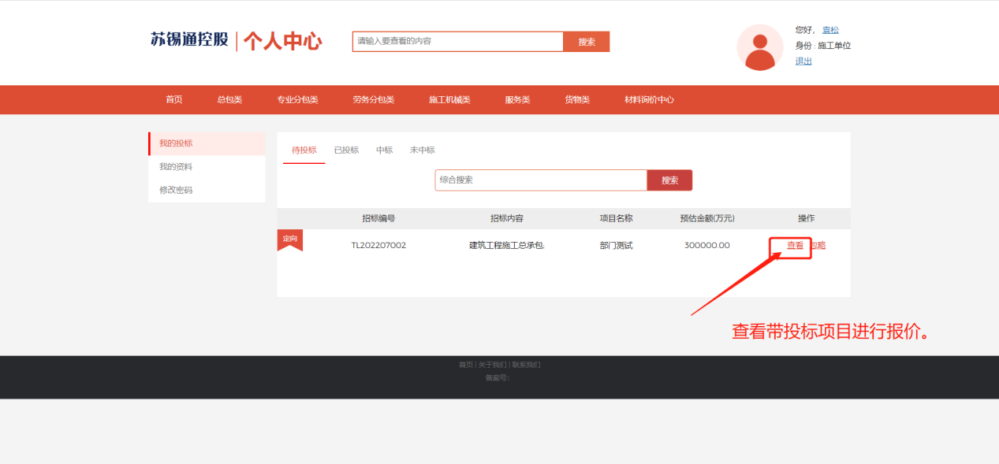 苏锡通控股 | 个人中心
请输入要查看的内容 搜索
您好， 袁松
身份 : 施工单位
退出
首页 总包类 专业分包类 劳务分包类 施工机械类 服务类 货物类 材料询价中心
我的投标
我的资料
修改密码
待投标 已投标 中标 未中标
综合搜索 搜索
招标编号 招标内容 项目名称 预估金额(万元) 操作
定向 TL202207002 建筑工程施工总承包; 部门测试 300000.00 查看 忽略
查看带投标项目进行报价。
首页 | 关于我们 | 联系我们
备案号: